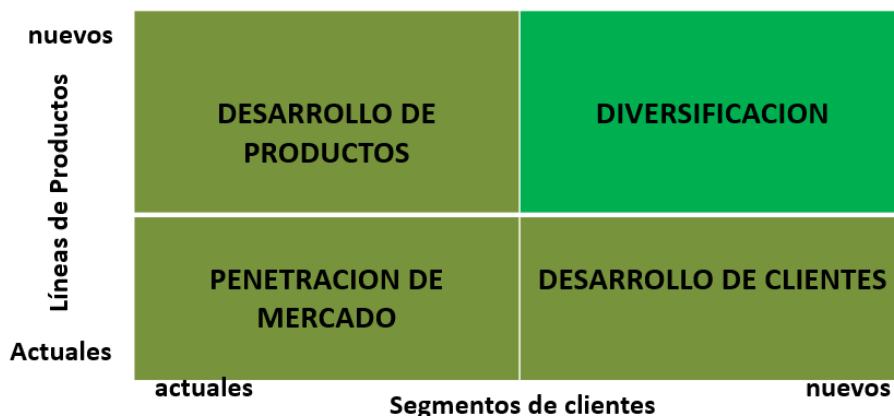 nuevos
Líneas de Productos
DESARROLLO DE
PRODUCTOS
DIVERSIFICACION
PENETRACION DE
MERCADO
DESARROLLO DE CLIENTES
Actuales
actuales
Segmentos de clientes
nuevos